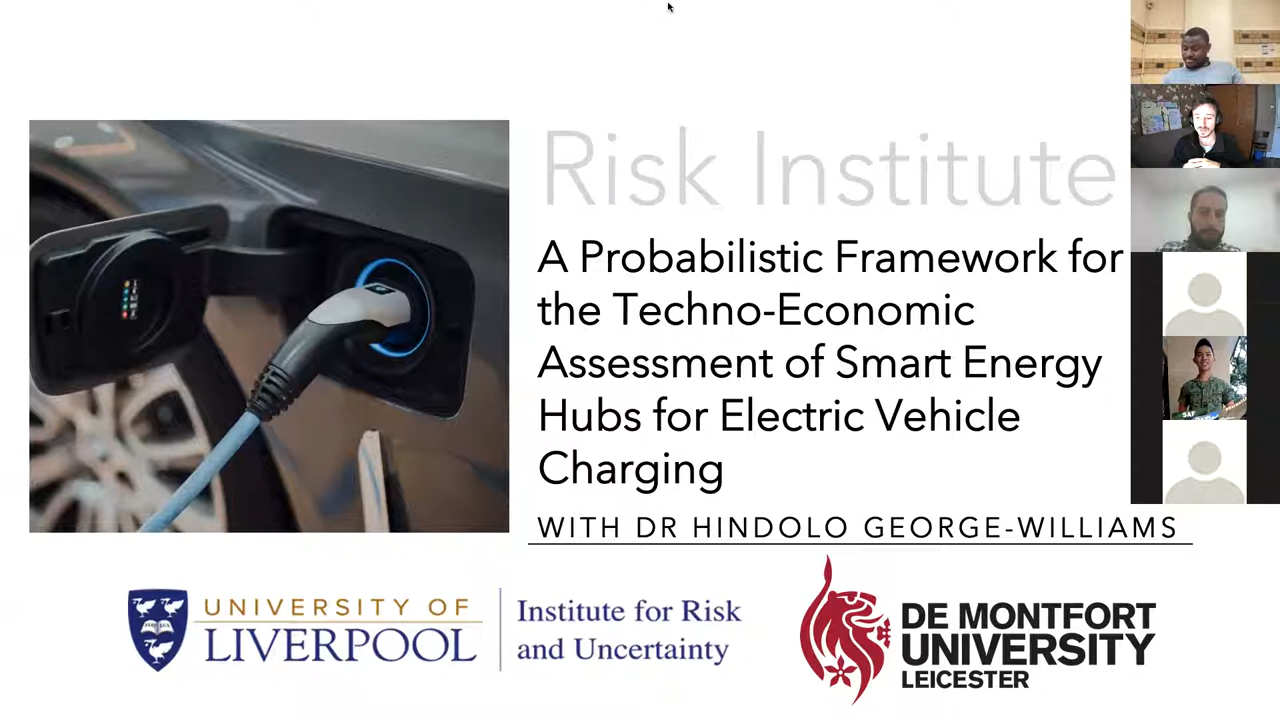 Risk Institute
A Probabilistic Framework for
the Techno-Economic
Assessment of Smart Energy
Hubs for Electric Vehicle
Charging
WITH DR HINDOLO GEORGE-WILLIAMS
UNIVERSITY OF
LIVERPOOL
Institute for Risk
and Uncertainty
DE MONTFORT
UNIVERSITY
LEICESTER
SAF